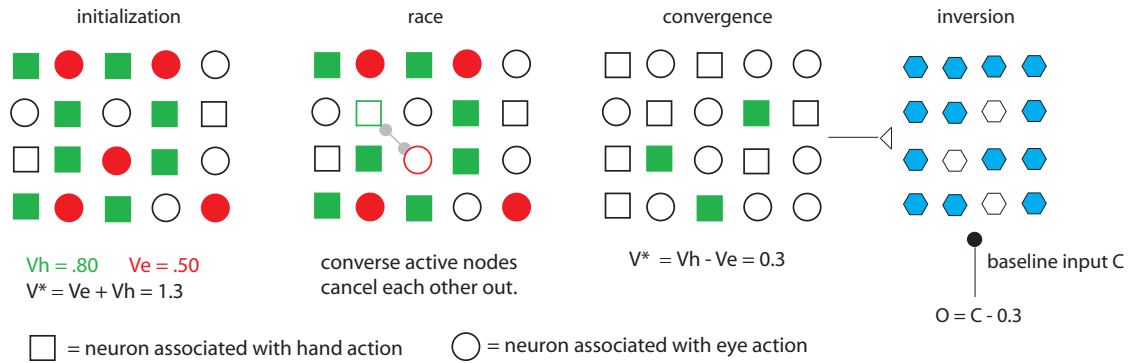 initialization
race
convergence
inversion
Vh = .80 Ve = .50
V* = Ve + Vh = 1.3
converse active nodes
cancel each other out.
V* = Vh - Ve = 0.3
baseline input C
O = C - 0.3
= neuron associated with hand action
= neuron associated with eye action